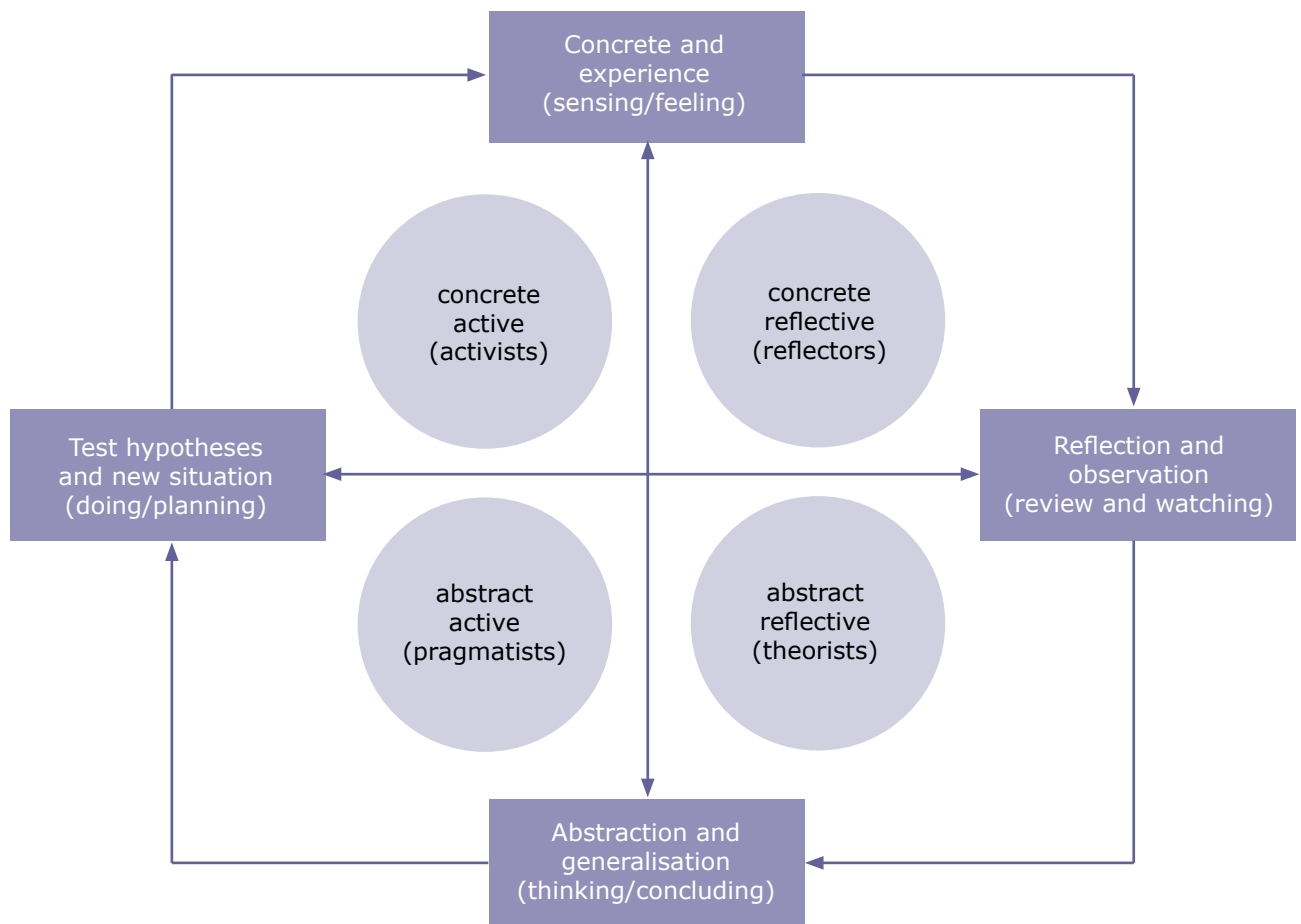 Concrete and
experience
(sensing/feeling)
concrete
active
(activists)
concrete
reflective
(reflectors)
Test hypotheses
and new situation
(doing/planning)
Reflection and
observation
(review and watching)
abstract
active
(pragmatists)
abstract
reflective
(theorists)
Abstraction and
generalisation
(thinking/concluding)